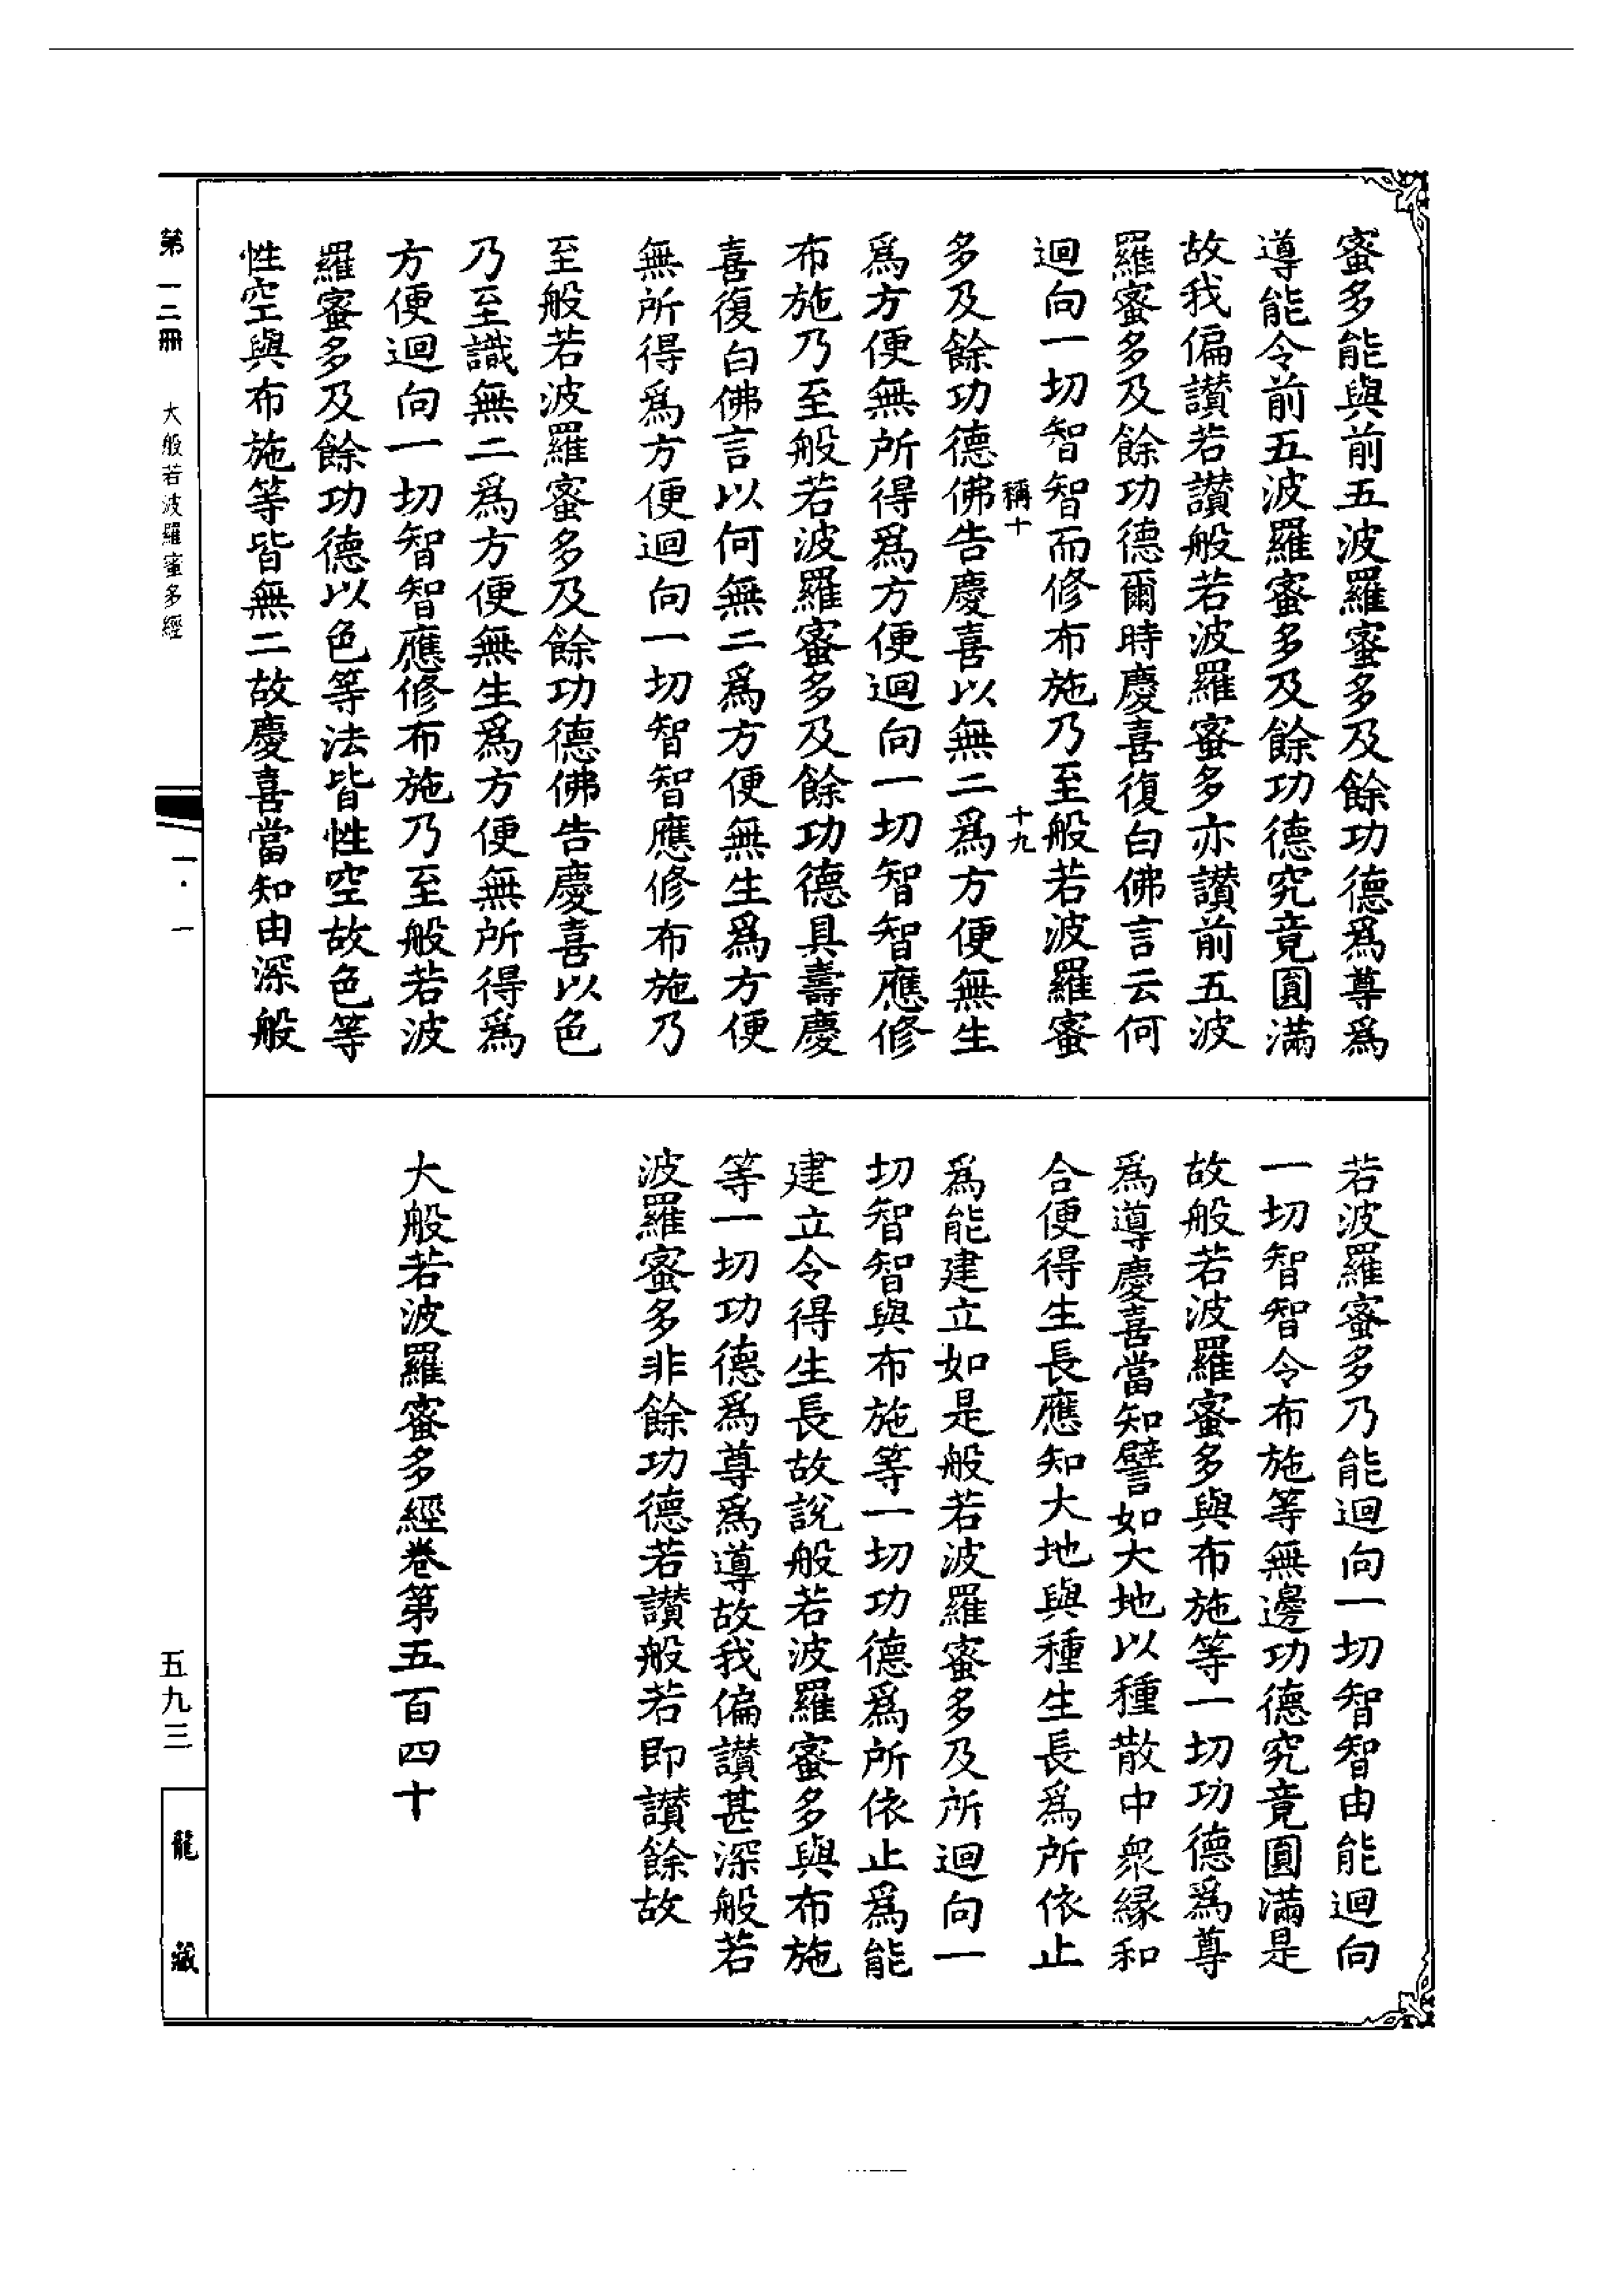 蜜多能與前五波羅蜜多及餘功德爲尊爲
導能令前五波羅蜜多及餘功德究竟圓滿
故我偏讃若讃般若波羅蜜多亦讃前五波
羅蜜多及餘功德爾時慶喜復白佛言云何
迴向一切智智而修布施乃至般若波羅蜜
稱十 十九
多及餘功德佛告慶喜以無二爲方便無生
爲方便無所得爲方便迴向一切智智應修
布施乃至般若波羅蜜多及餘功德具壽慶
喜復白佛言以何無二爲方便無生爲方便
無所得爲方便迴向一切智智應修布施乃
至般若波羅蜜多及餘功德佛告慶喜以色
乃至識無二爲方便無生爲方便無所得爲
方便迴向一切智智應修布施乃至般若波
羅蜜多及餘功德以色等法皆性空故色等
性空與布施等皆無二故慶喜當知由深般
若波羅蜜多乃能迴向一切智智由能迴向
一切智智令布施等無邊功德究竟圓滿是
故般若波羅蜜多與布施等一切功德爲尊
爲導慶喜當知譬如大地以種散中衆緣和
合便得生長應知大地與種生長爲所依止
爲能建立如是般若波羅蜜多及所迴向一
切智智與布施等一切功德爲所依止爲能
建立令得生長故說般若波羅蜜多與布施
等一切功德爲尊爲導故我偏讃甚深般若
波羅蜜多非餘功德若讃般若即讃餘故
大般若波羅蜜多經卷第五百四十
第一二冊 大般若波羅蜜多經
一·一
五九三
龍藏